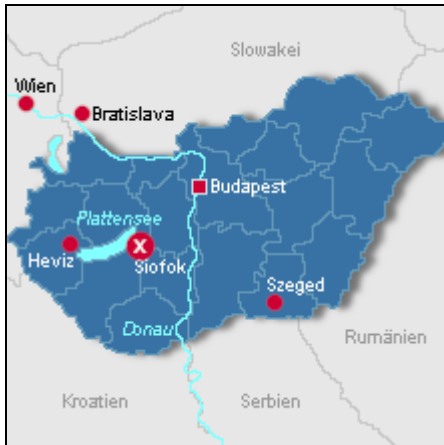 Slowakei
Wien
Bratislava
Budapest
Plattensee
Heviz
X
Siofok
Szeged
Donau
Rumänien
Kroatien
Serbien